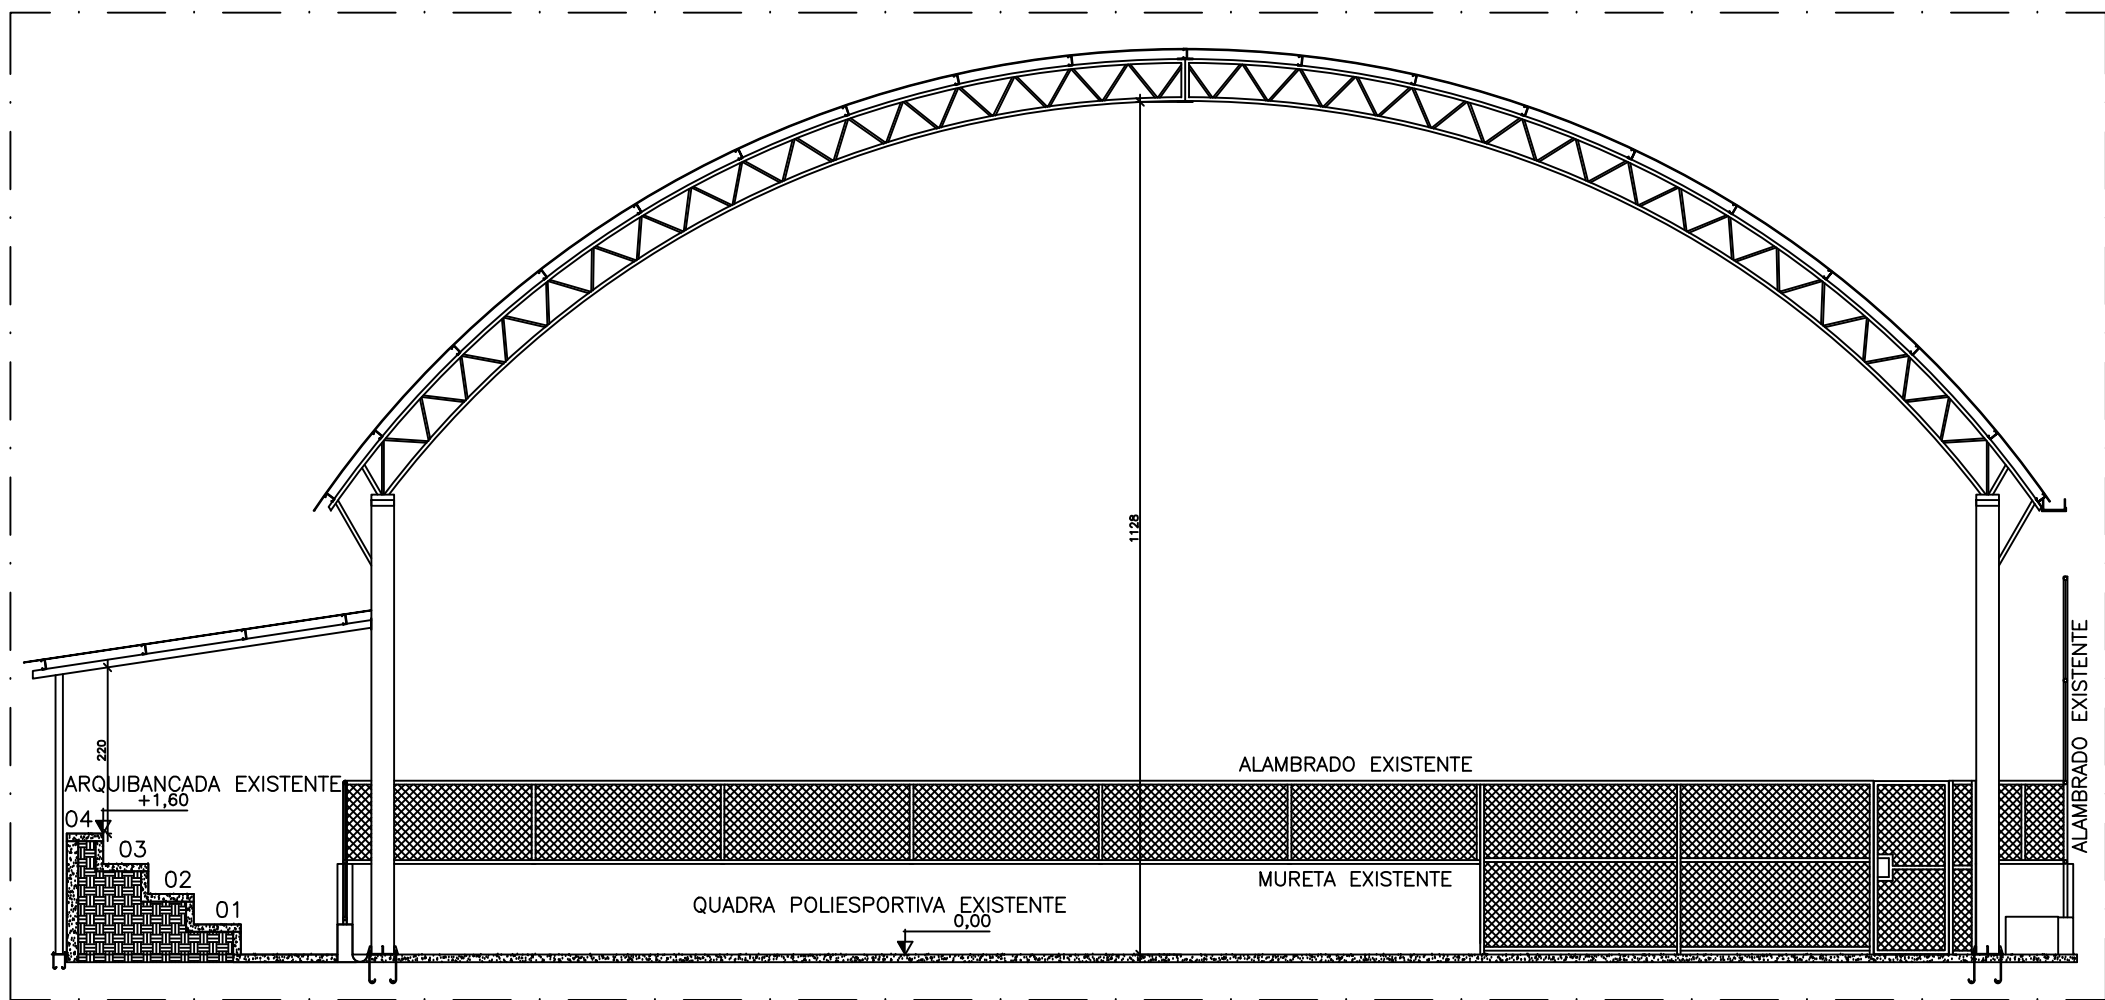 1128
ALAMBRADO EXISTENTE
220
ALAMBRADO EXISTENTE
ARQUIBANCADA EXISTENTE
+1,60
04
03
02
01
MURETA EXISTENTE
QUADRA POLIESPORTIVA EXISTENTE
0,00